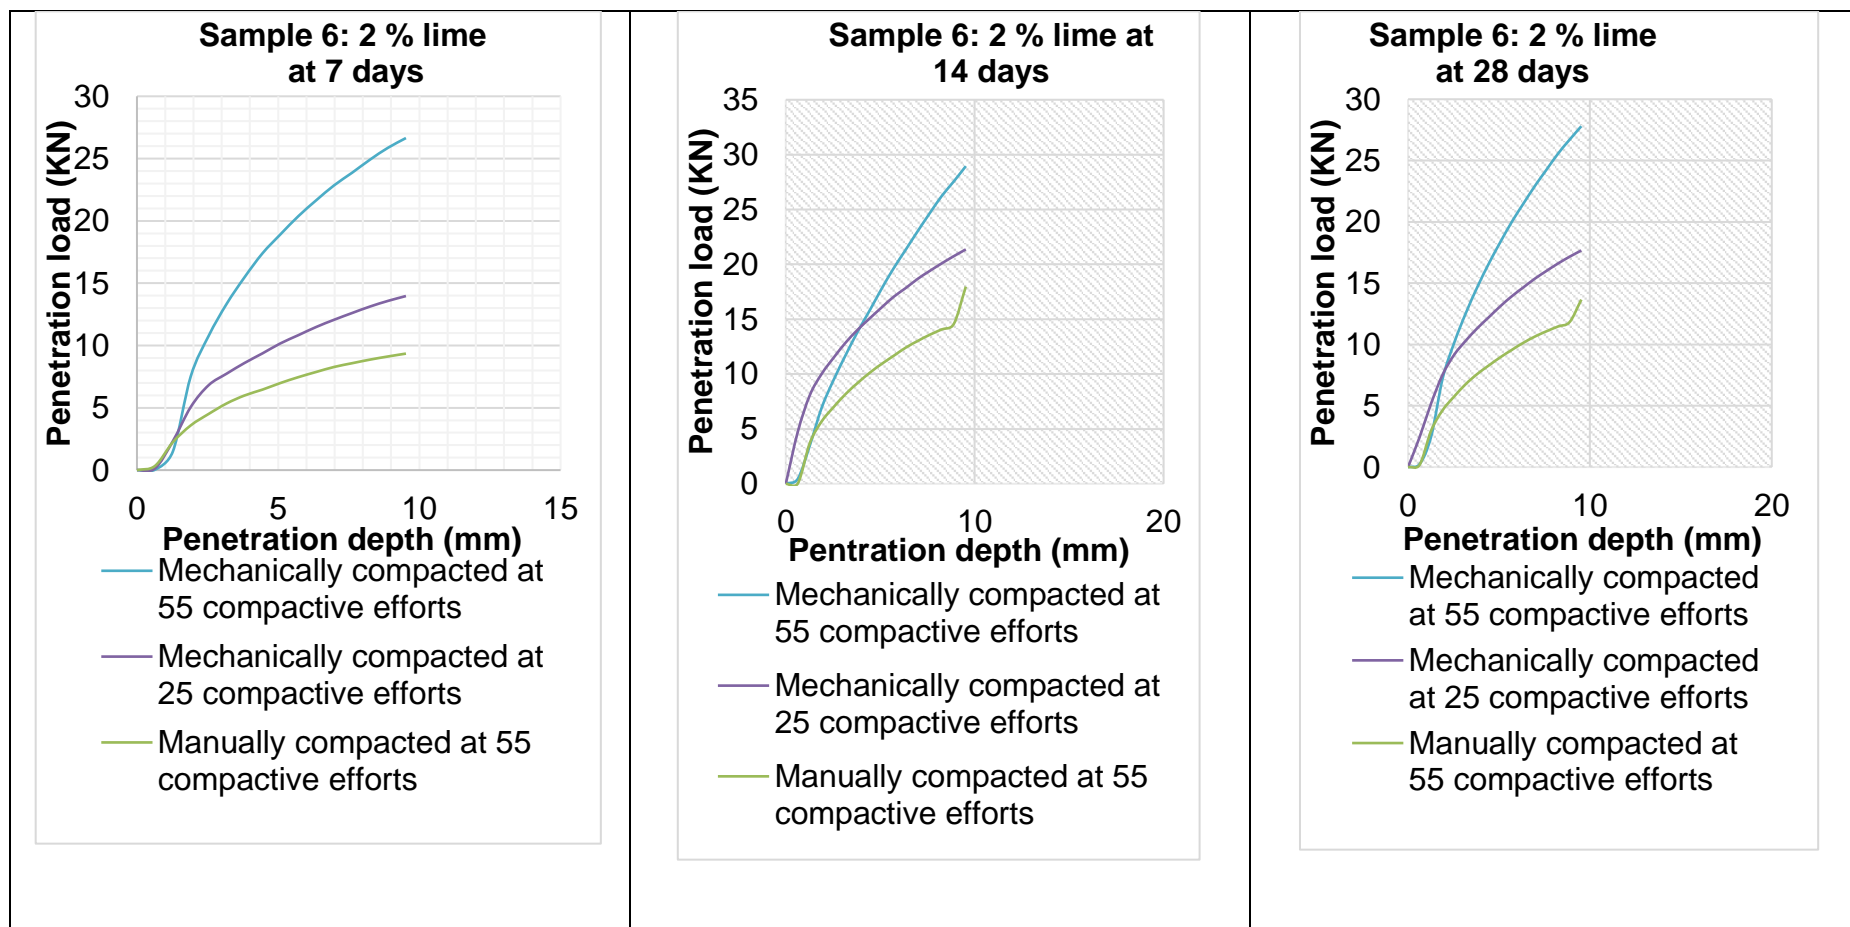 Sample 6: 2 % lime
at 7 days
Penetration load (KN)
30
25
20
15
10
5
0
0
5
10
15
Penetration depth (mm)
Mechanically compacted at
55 compactive efforts
Mechanically compacted at
25 compactive efforts
Manually compacted at 55
compactive efforts
Sample 6: 2 % lime at
14 days
Penetration load (KN)
35
30
25
20
15
10
5
0
0
10
20
Pentration depth (mm)
Mechanically compacted at
55 compactive efforts
Mechanically compacted at
25 compactive efforts
Manually compacted at 55
compactive efforts
Sample 6: 2 % lime
at 28 days
Penetration load (KN)
30
25
20
15
10
5
0
0
10
20
Penetration depth (mm)
Mechanically compacted
at 55 compactive efforts
Mechanically compacted
at 25 compactive efforts
Manually compacted at
55 compactive efforts